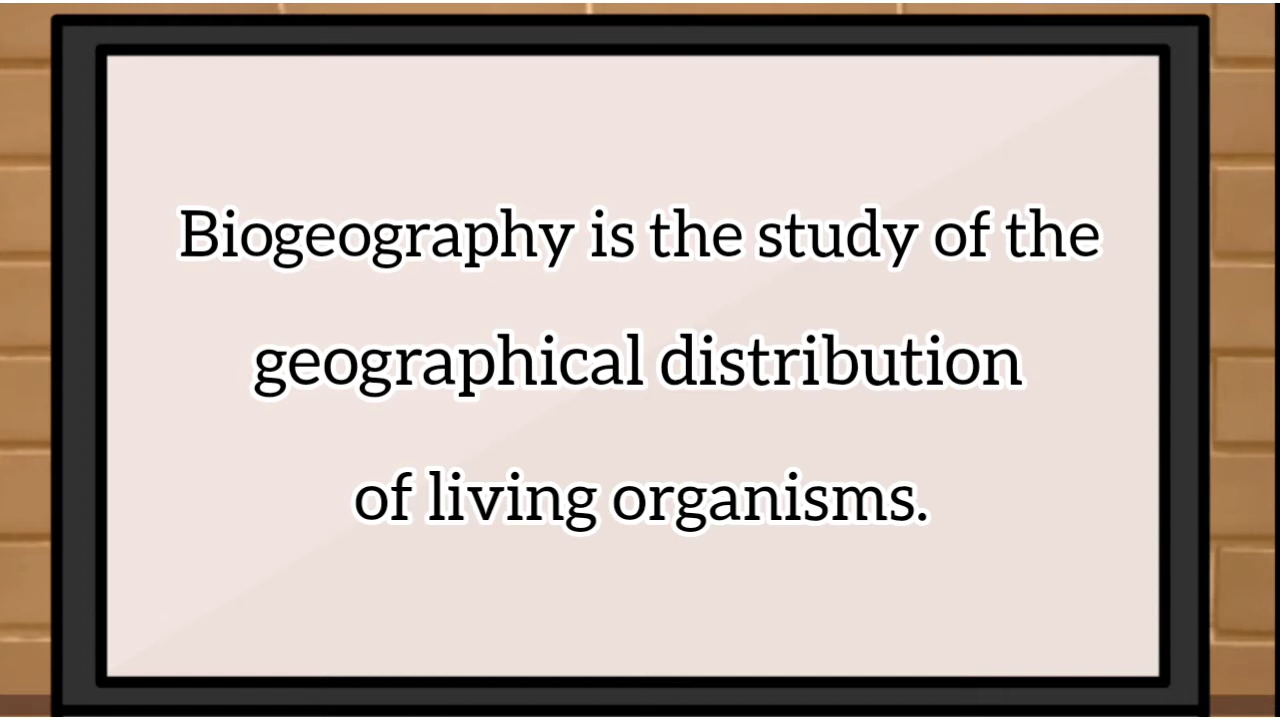 Biogeography is the study of the
geographical distribution
of living organisms.